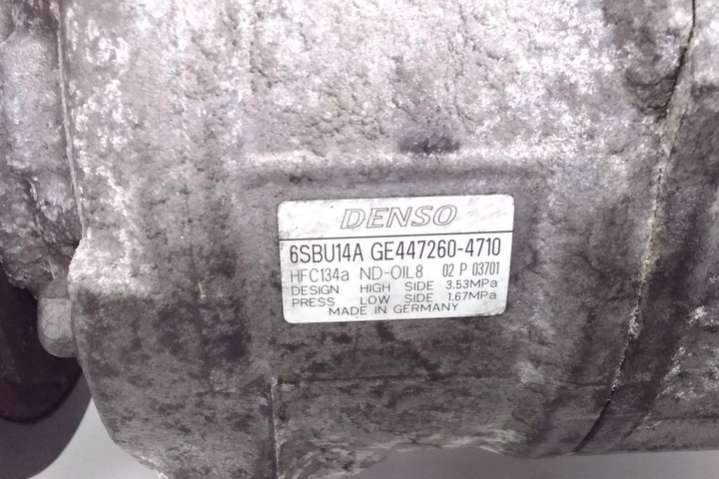 DENSO
6SBU14A GE447260-4710
HFC134a ND-OIL8 02 P 03701
DESIGN HIGH SIDE 3.53MPa
PRESS LOW SIDE 1.67MPa
MADE IN GERMANY